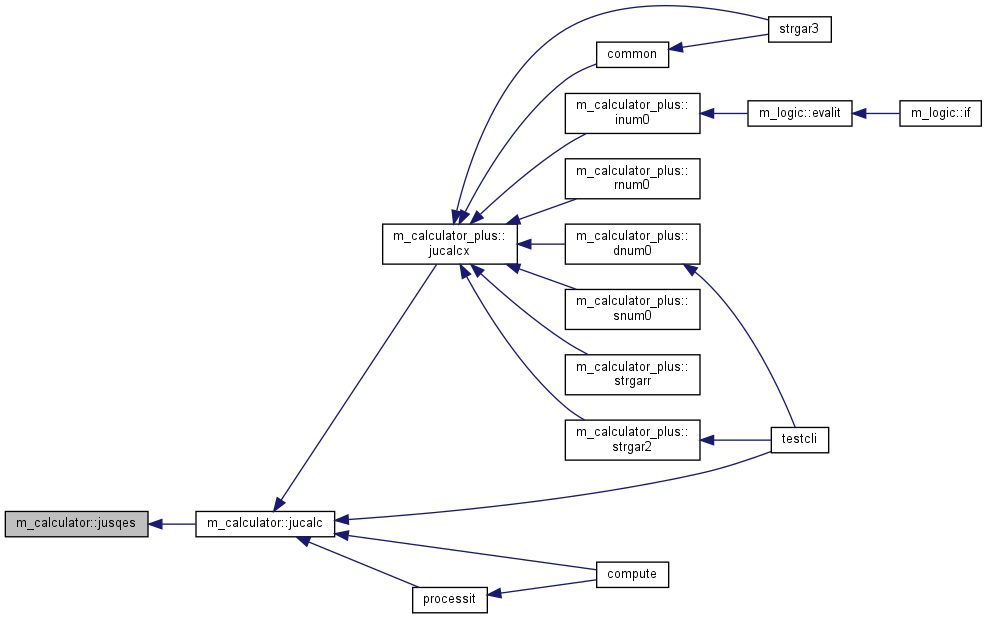 strgar3
common
m_calculator_plus::
inum0
m_logic::evalit
m_logic::if
m_calculator_plus::
rnum0
m_calculator_plus::
jucalcx
m_calculator_plus::
dnum0
m_calculator_plus::
snum0
m_calculator_plus::
strgarr
m_calculator_plus::
strgar2
testcli
m_calculator::jusqes
m_calculator::jucalc
compute
processit